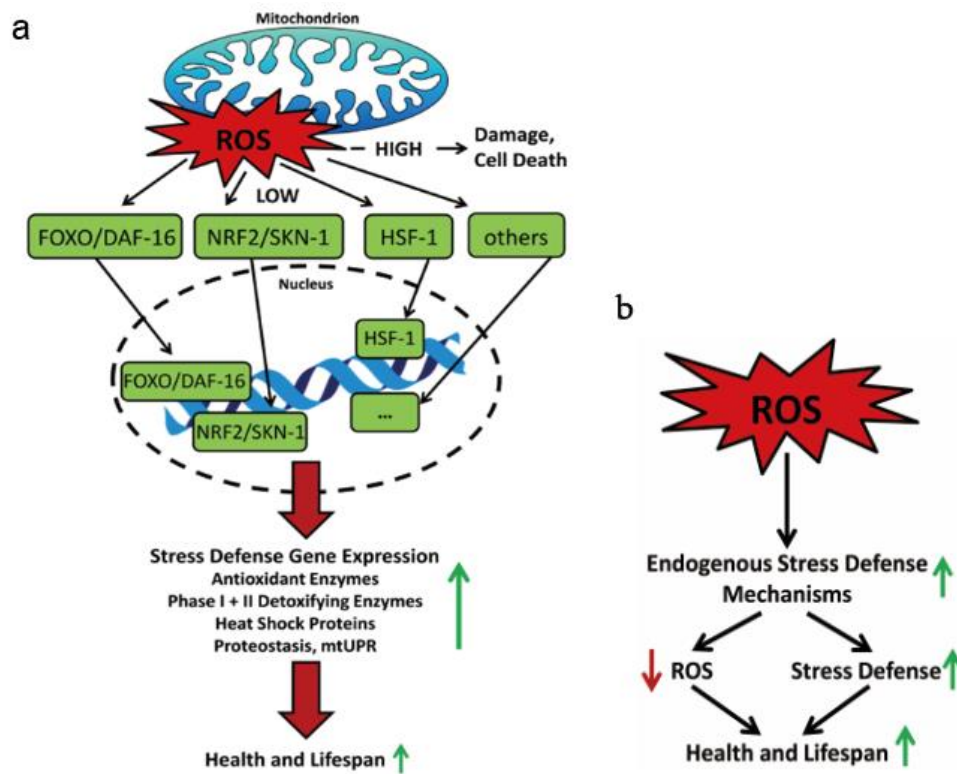 a
Mitochondrion
ROS
HIGH
Damage,
Cell Death
LOW
FOXO/DAF-16
NRF2/SKN-1
HSF-1
others
Nucleus
HSF-1
FOXO/DAF-16
NRF2/SKN-1
...
Stress Defense Gene Expression
Antioxidant Enzymes
Phase I + II Detoxifying Enzymes
Heat Shock Proteins
Proteostasis, mtUPR
Health and Lifespan
b
ROS
Endogenous Stress Defense
Mechanisms
ROS
Stress Defense
Health and Lifespan